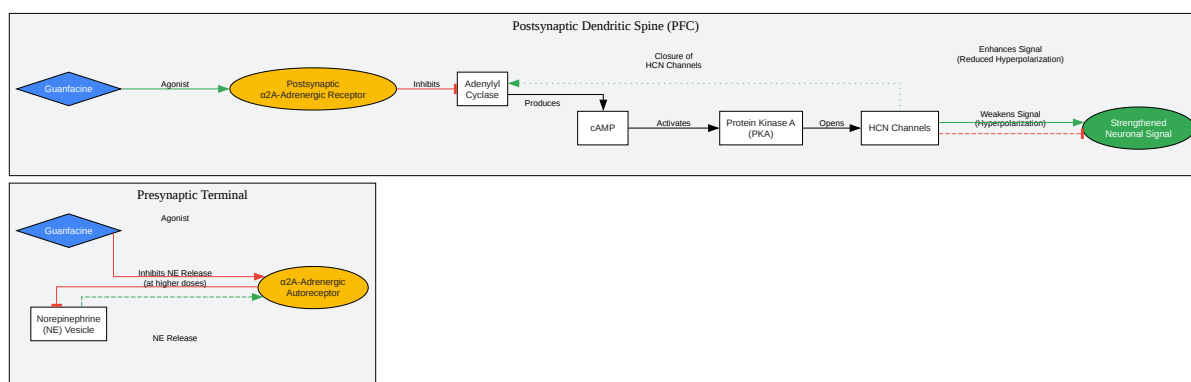 Postsynaptic Dendritic Spine (PFC)
Enhances Signal
(Reduced Hyperpolarization)
Closure of
HCN Channels
Guanfacine
Agonist
Postsynaptic
α2A-Adrenergic Receptor
Inhibits
Adenylyl
Cyclase
Produces
cAMP
Activates
Protein Kinase A
(PKA)
Opens
HCN Channels
Weakens Signal
(Hyperpolarization)
Strengthened
Neuronal Signal
Presynaptic Terminal
Guanfacine
Agonist
Inhibits NE Release
(at higher doses)
α2A-Adrenergic
Autoreceptor
Norepinephrine
(NE) Vesicle
NE Release